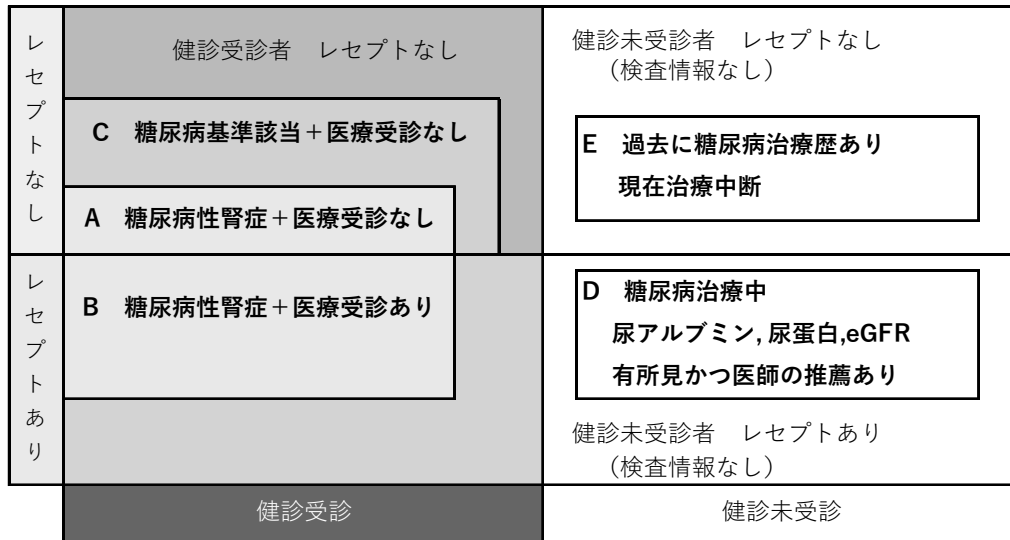 レセプトなし
健診受診者　レセプトなし
C　糖尿病基準該当＋医療受診なし
A　糖尿病性腎症＋医療受診なし
健診未受診者　レセプトなし
（検査情報なし）
E　過去に糖尿病治療歴あり
現在治療中断
レセプトあり
B　糖尿病性腎症＋医療受診あり
D　糖尿病治療中
尿アルブミン, 尿蛋白,eGFR
有所見かつ医師の推薦あり
健診未受診者　レセプトあり
（検査情報なし）
健診受診
健診未受診